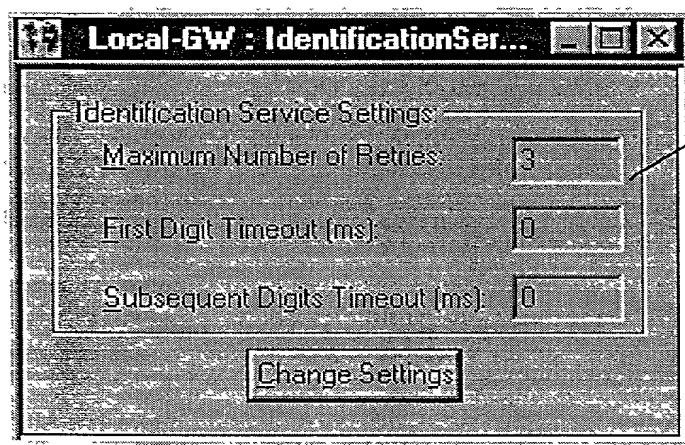 Local-GW : IdentificationSer...
Identification Service Settings:
Maximum Number of Retries: 3
First Digit Timeout (ms): 0
Subsequent Digits Timeout (ms): 0
Change Settings